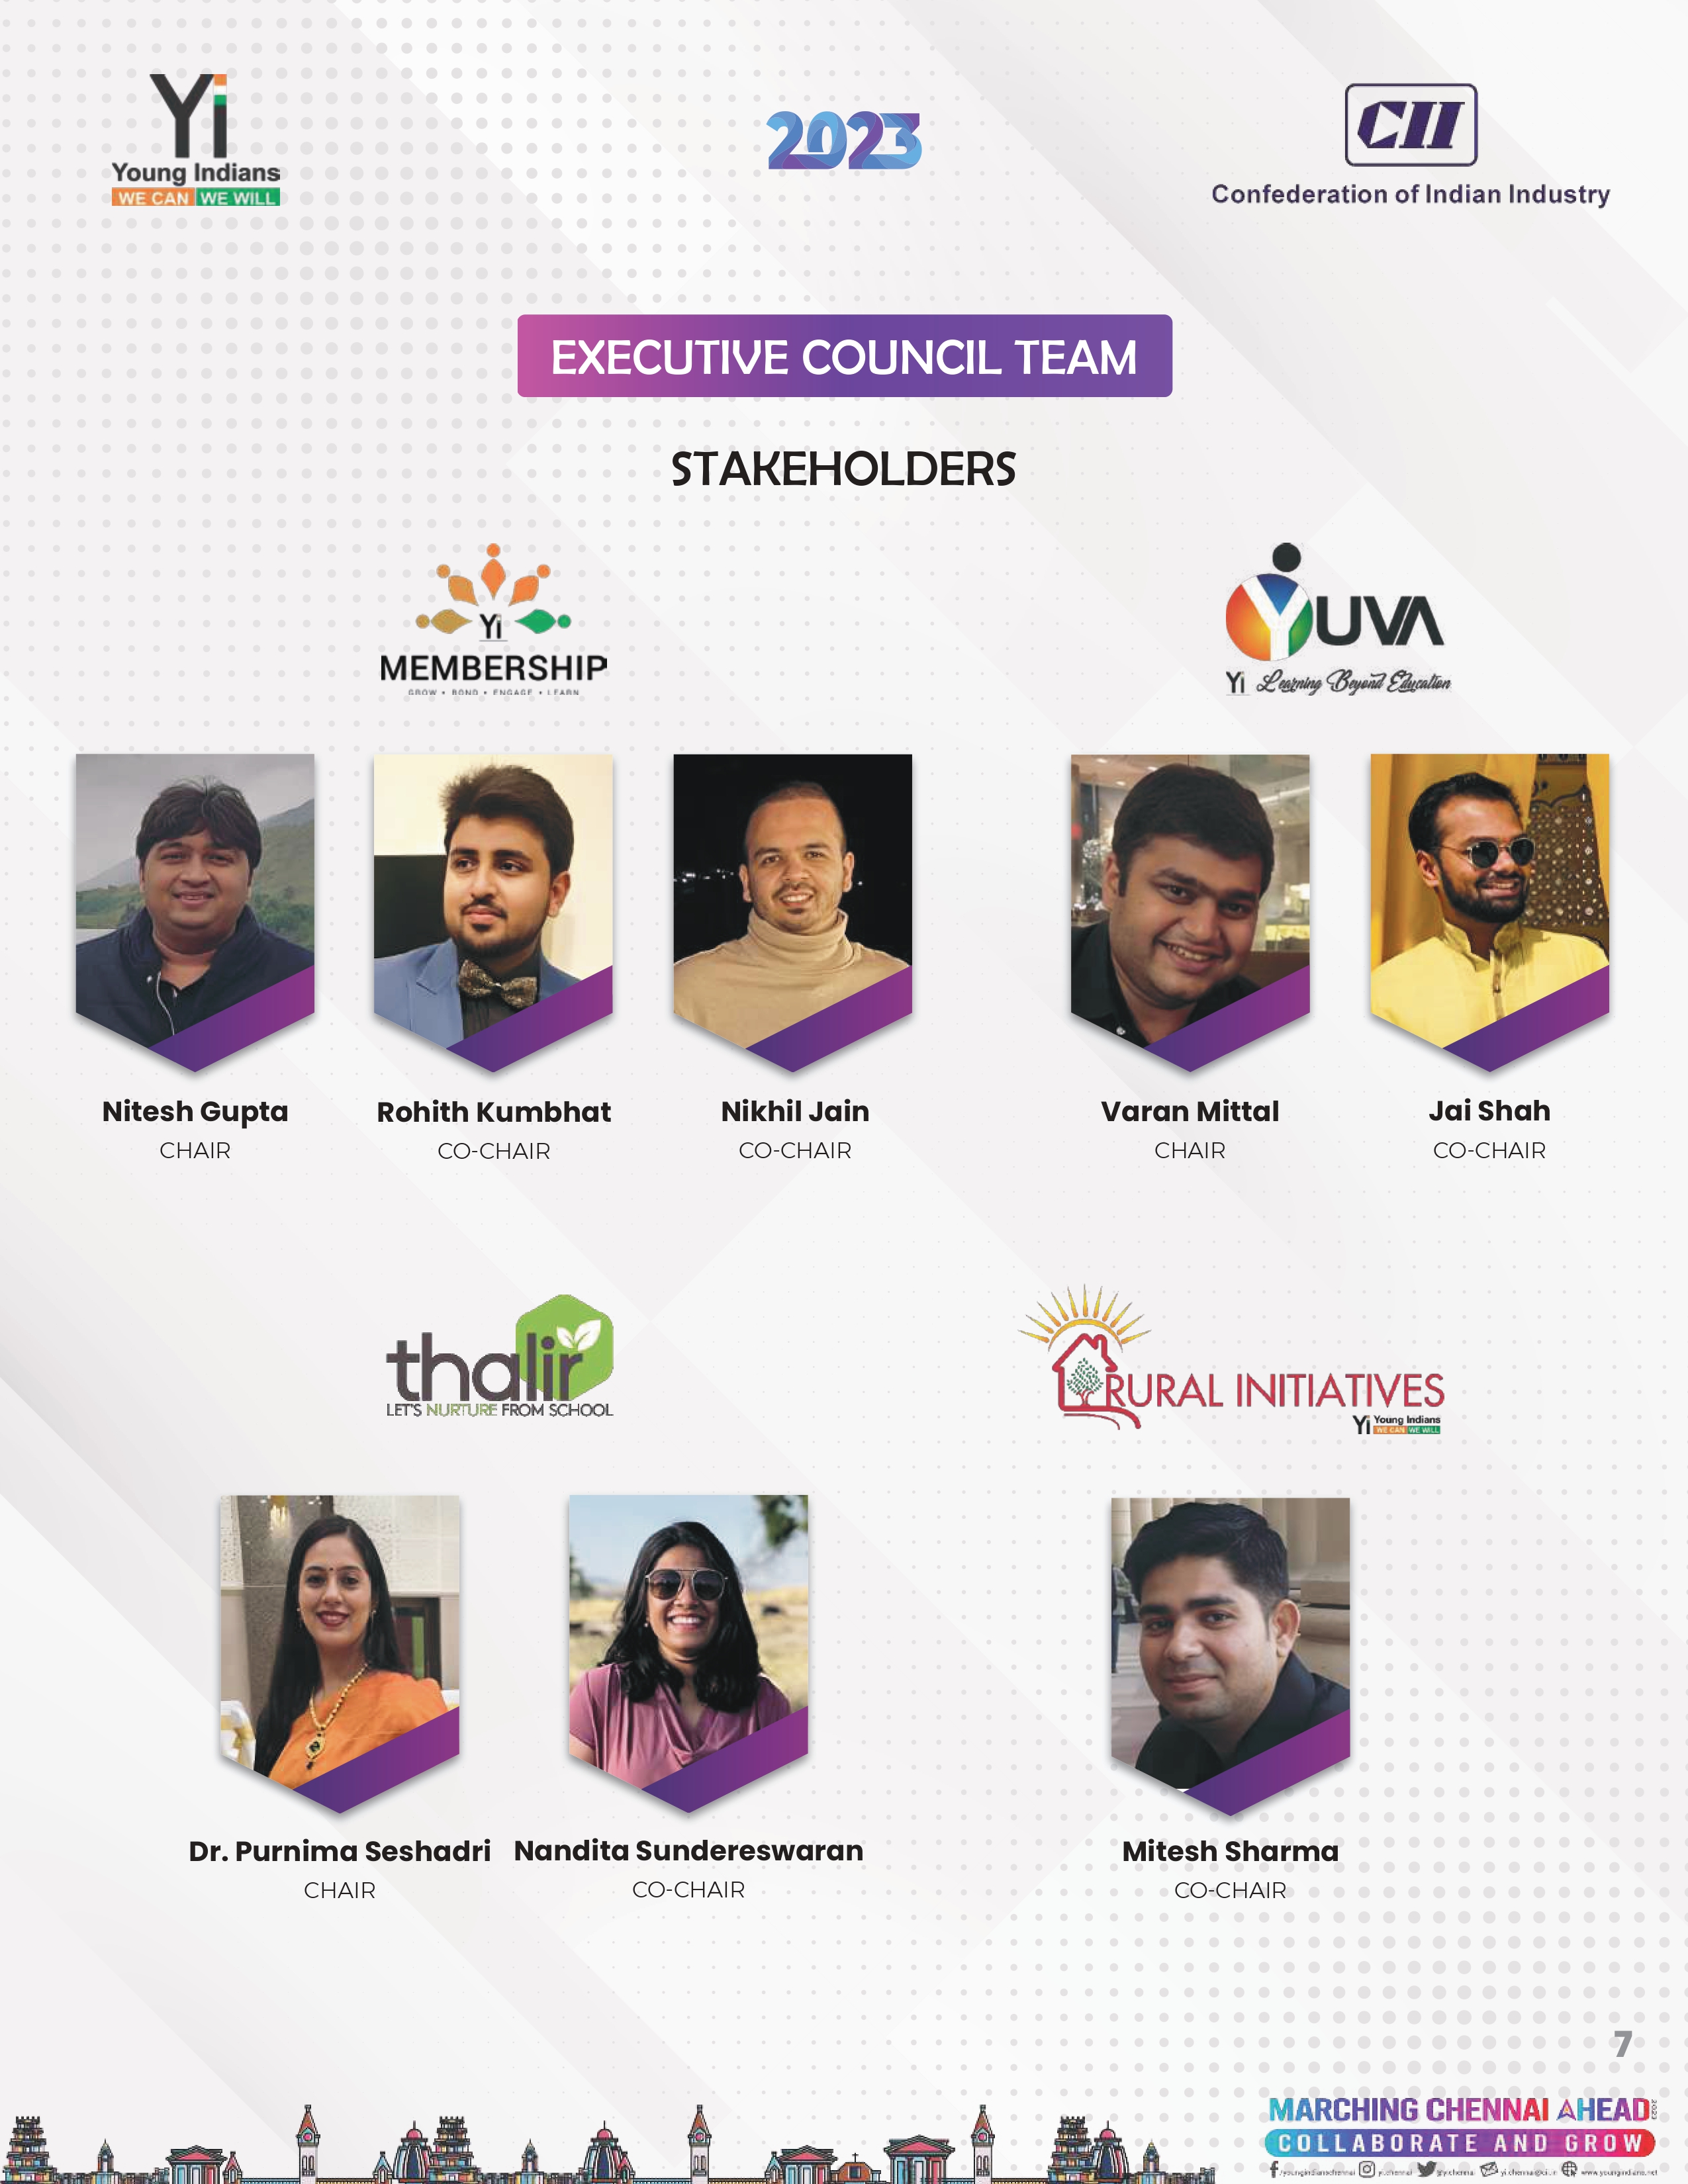 Yi
Young Indians
WE CAN WE WILL
2023
CII
Confederation of Indian Industry
EXECUTIVE COUNCIL TEAM
STAKEHOLDERS
Yi
MEMBERSHIP
GROW • BOND • ENGAGE • LEARN
YUVA
Yi Learning Beyond Education
Nitesh Gupta
CHAIR
Rohith Kumbhat
CO-CHAIR
Nikhil Jain
CO-CHAIR
Varan Mittal
CHAIR
Jai Shah
CO-CHAIR
thalir
LET'S NURTURE FROM SCHOOL
RURAL INITIATIVES
Yi Young Indians
WE CAN WE WILL
Dr. Purnima Seshadri
CHAIR
Nandita Sundereswaran
CO-CHAIR
Mitesh Sharma
CO-CHAIR
7
MARCHING CHENNAI AHEAD 2023
COLLABORATE AND GROW
/youngindianschennai